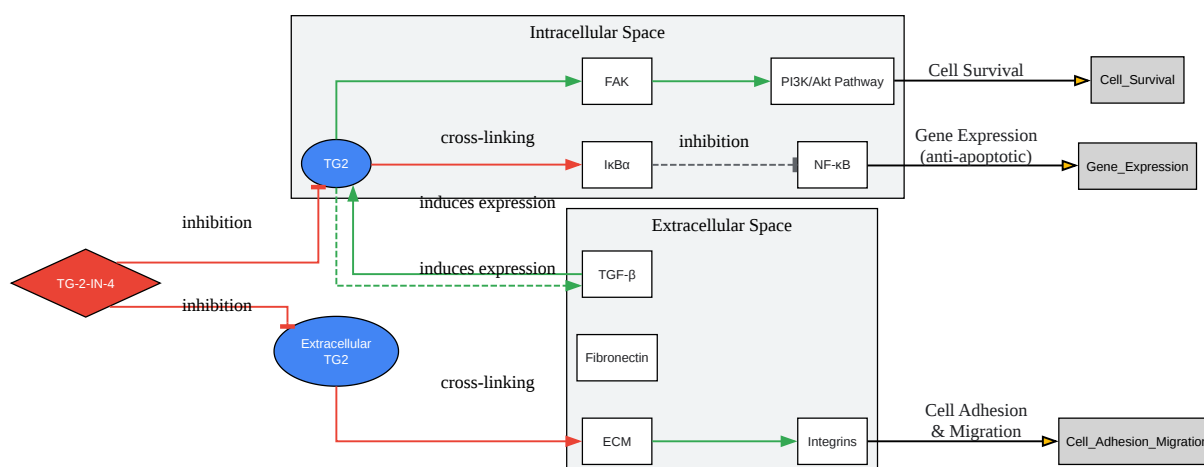 Intracellular Space
FAK
PI3K/Akt Pathway
Cell Survival
Cell_Survival
TG2
cross-linking
IκBα
inhibition
NF-κB
Gene Expression
(anti-apoptotic)
Gene_Expression
induces expression
inhibition
Extracellular Space
induces expression
TGF-β
TG-2-IN-4
inhibition
Extracellular
TG2
Fibronectin
cross-linking
ECM
Integrins
Cell Adhesion
& Migration
Cell_Adhesion_Migration